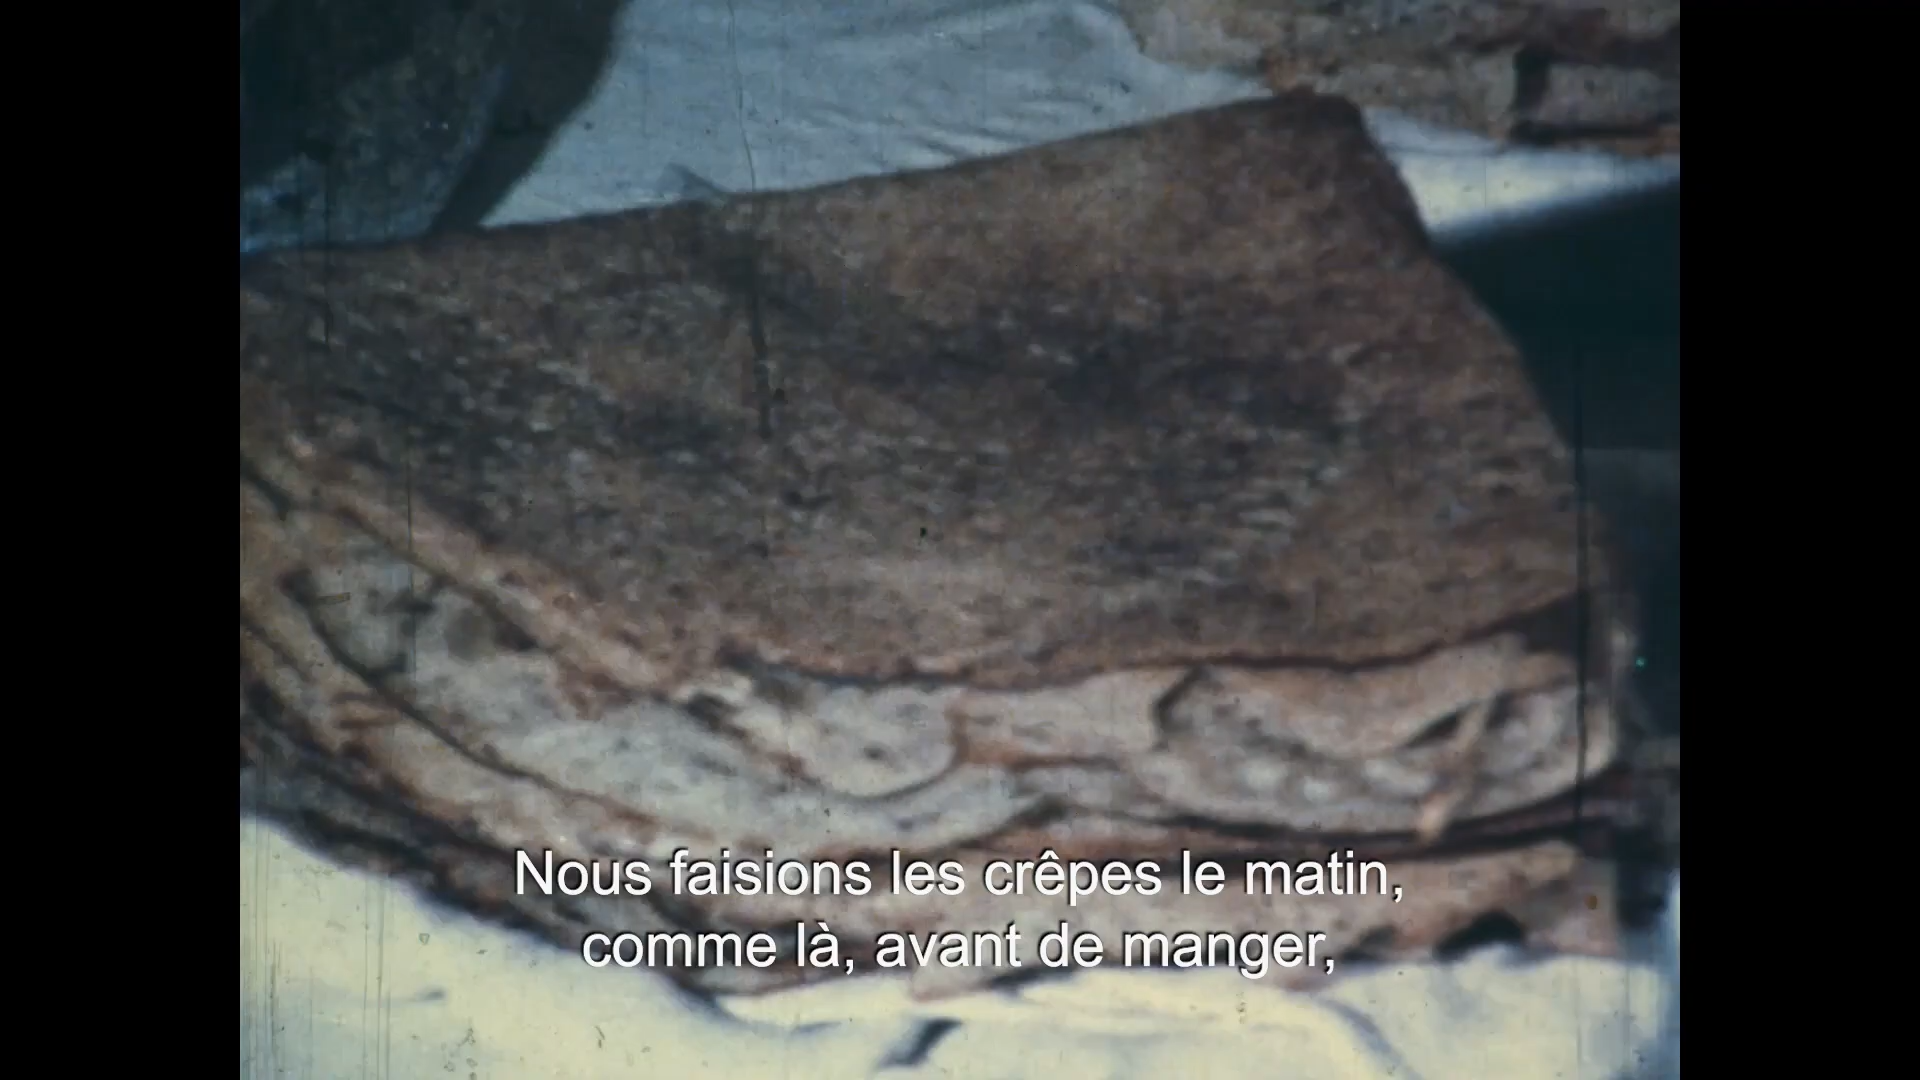 Nous faisions les crêpes le matin,
comme là, avant de manger,